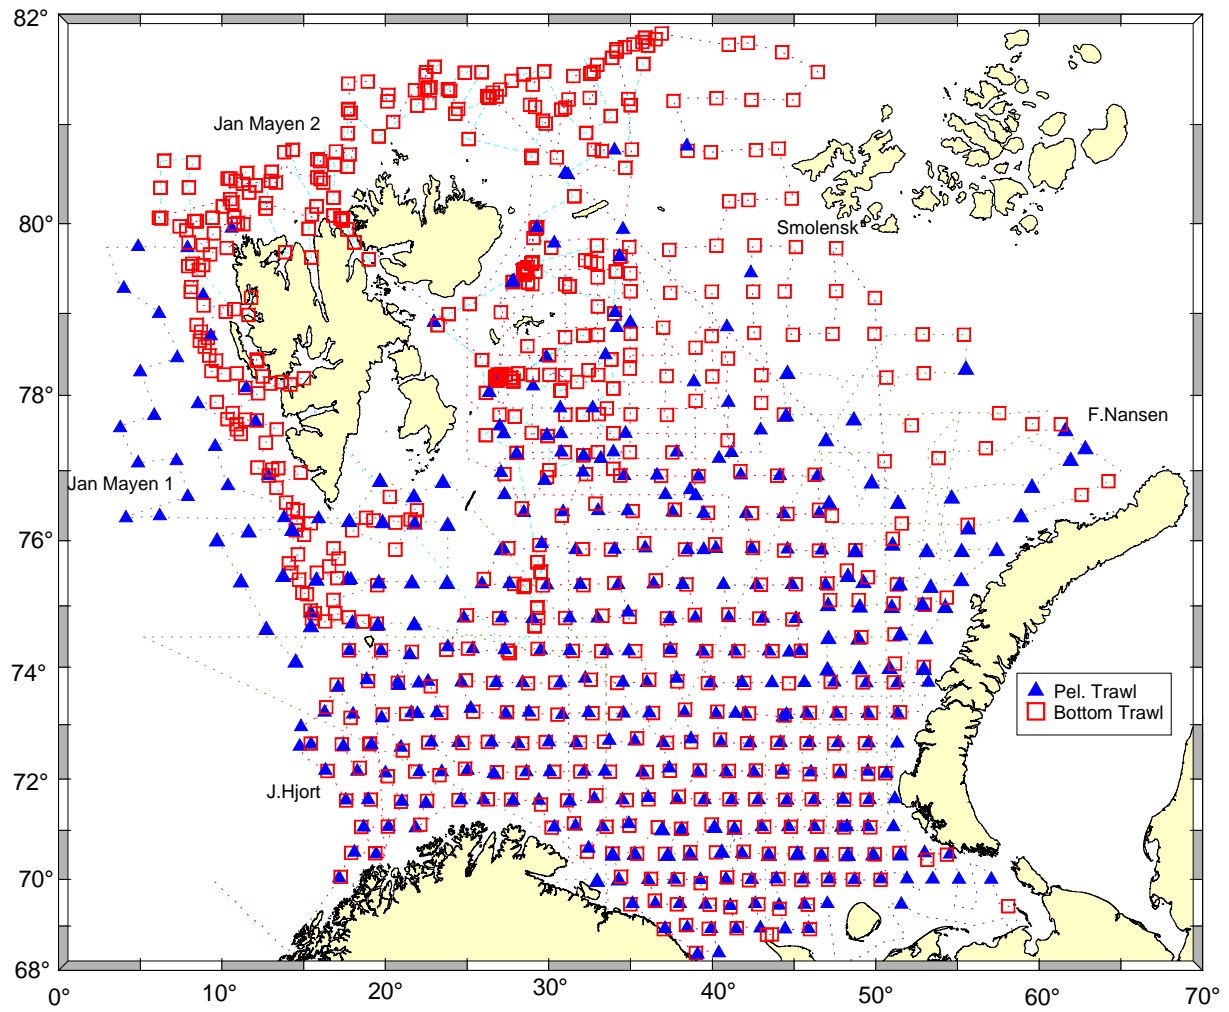 82°
Jan Mayen 2
80°
Smolensk"
78°
F.Nansen
Jan Mayen 1
76°
74°
Pel. Trawl
Bottom Trawl
72°
J.Hjort
70°
68°
0°
10°
20°
30°
40°
50°
60°
70°